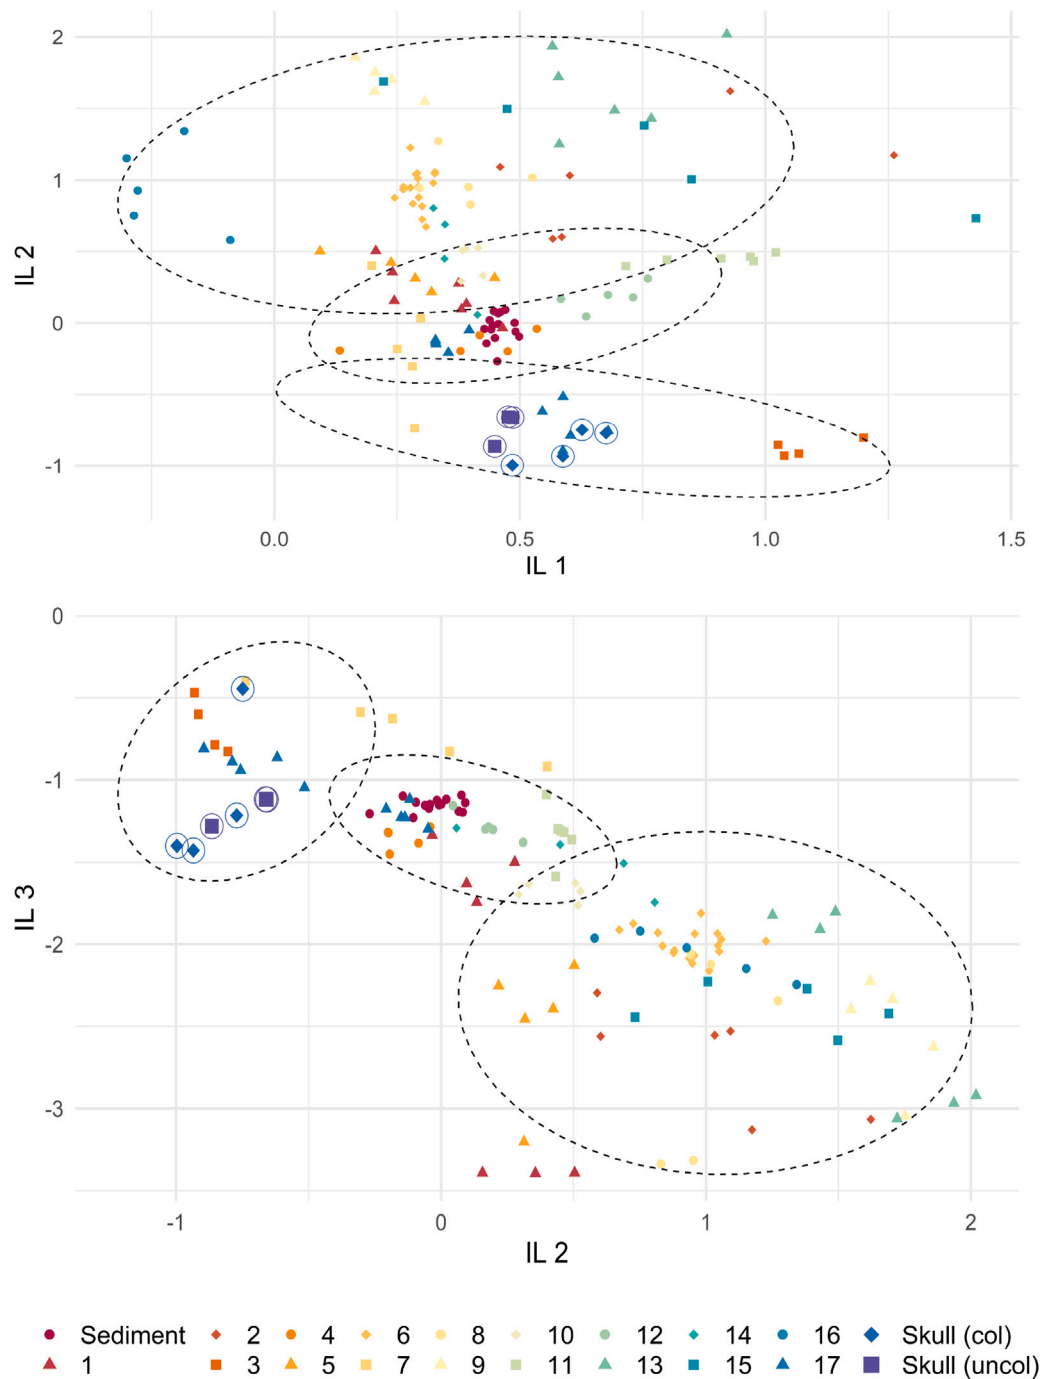 2
1
0
-1
IL 2
0.0 0.5 1.0 1.5
IL 1
0
-1
-2
-3
IL 3
-1 0 1 2
IL 2
Sediment 2 4 6 8 10 12 14 16 Skull (col)
1 3 5 7 9 11 13 15 17 Skull (uncol)